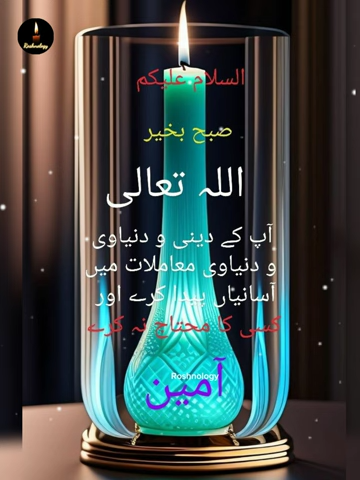 Roshnology
السلام علیکم
صبح بخیر
اللہ تعالی
آپ کے دینی و دنیاوی
و دنیاوی معاملات میں
آسانیاں پیدا کرے اور
کسی کا محتاج نہ کرے
Roshnology
آمین